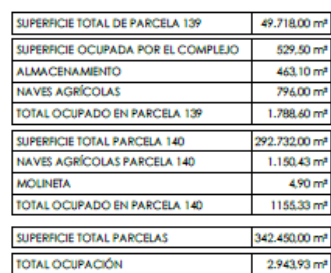 SUPERFICIE TOTAL DE PARCELA 139 49.718,00 m²
SUPERFICIE OCUPADA POR EL COMPLEJO 529,50 m²
ALMACENAMIENTO 463,10 m²
NAVES AGRÍCOLAS 796,00 m²
TOTAL OCUPADO EN PARCELA 139 1.788,60 m²
SUPERFICIE TOTAL PARCELA 140 292.732,00 m²
NAVES AGRÍCOLAS PARCELA 140 1.150,43 m²
MOLINETA 4,90 m²
TOTAL OCUPADO EN PARCELA 140 1155,33 m²
SUPERFICIE TOTAL PARCELAS 342.450,00 m²
TOTAL OCUPACIÓN 2.943,93 m²